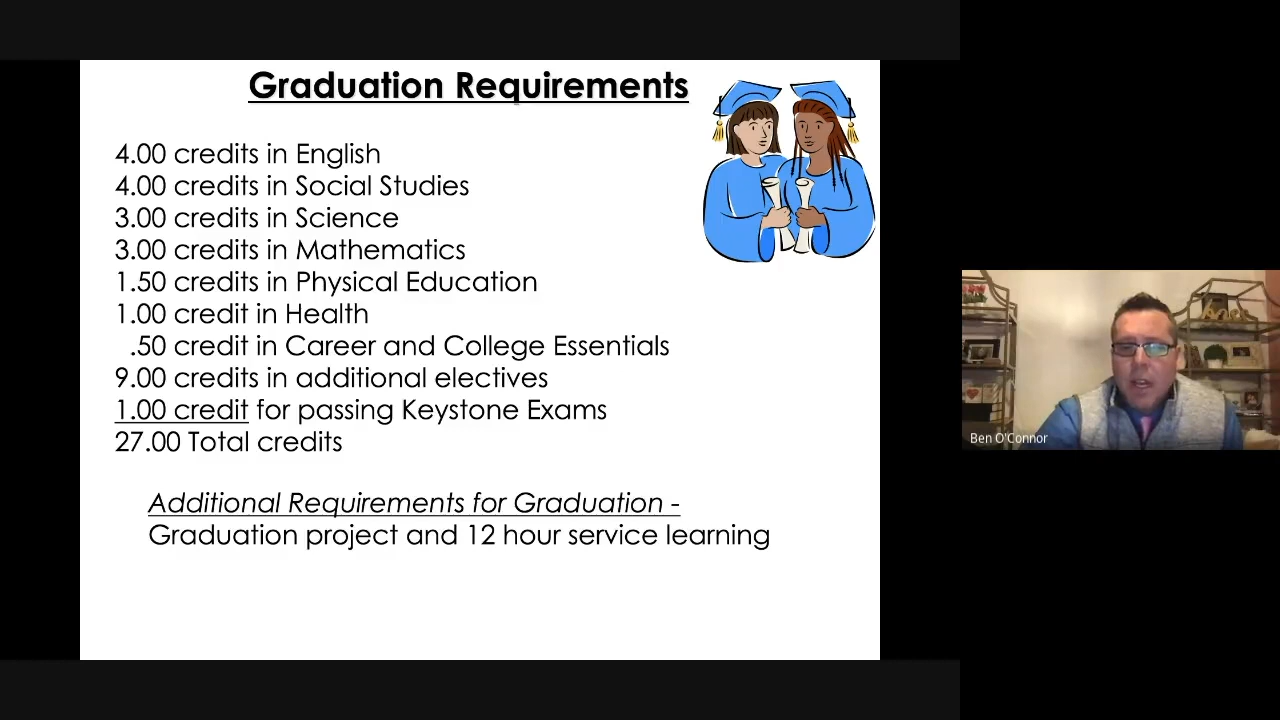 Graduation Requirements
4.00 credits in English
4.00 credits in Social Studies
3.00 credits in Science
3.00 credits in Mathematics
1.50 credits in Physical Education
1.00 credit in Health
.50 credit in Career and College Essentials
9.00 credits in additional electives
1.00 credit for passing Keystone Exams
27.00 Total credits
Additional Requirements for Graduation -
Graduation project and 12 hour service learning
Ben O'Connor